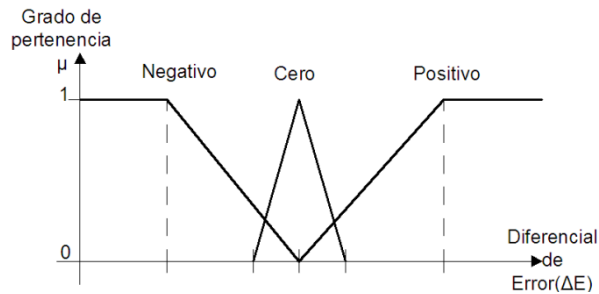 Grado de
pertenencia
μ
Negativo
Cero
Positivo
1
0
Diferencial
de
Error(ΔE)